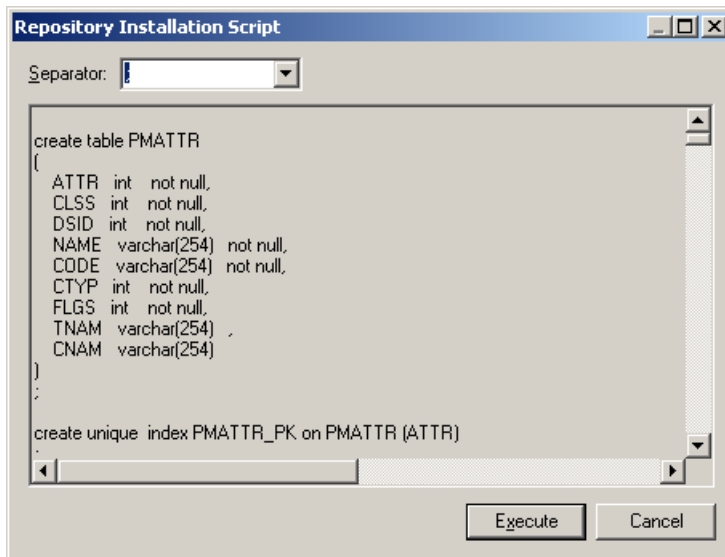 Repository Installation Script
Separator: ;
create table PMATTR
(
ATTR int not null,
CLSS int not null,
DSID int not null,
NAME varchar(254) not null,
CODE varchar(254) not null,
CTYP int not null,
FLGS int not null,
TNAM varchar(254) ,
CNAM varchar(254)
)
;
create unique index PMATTR_PK on PMATTR (ATTR)
;
Execute Cancel